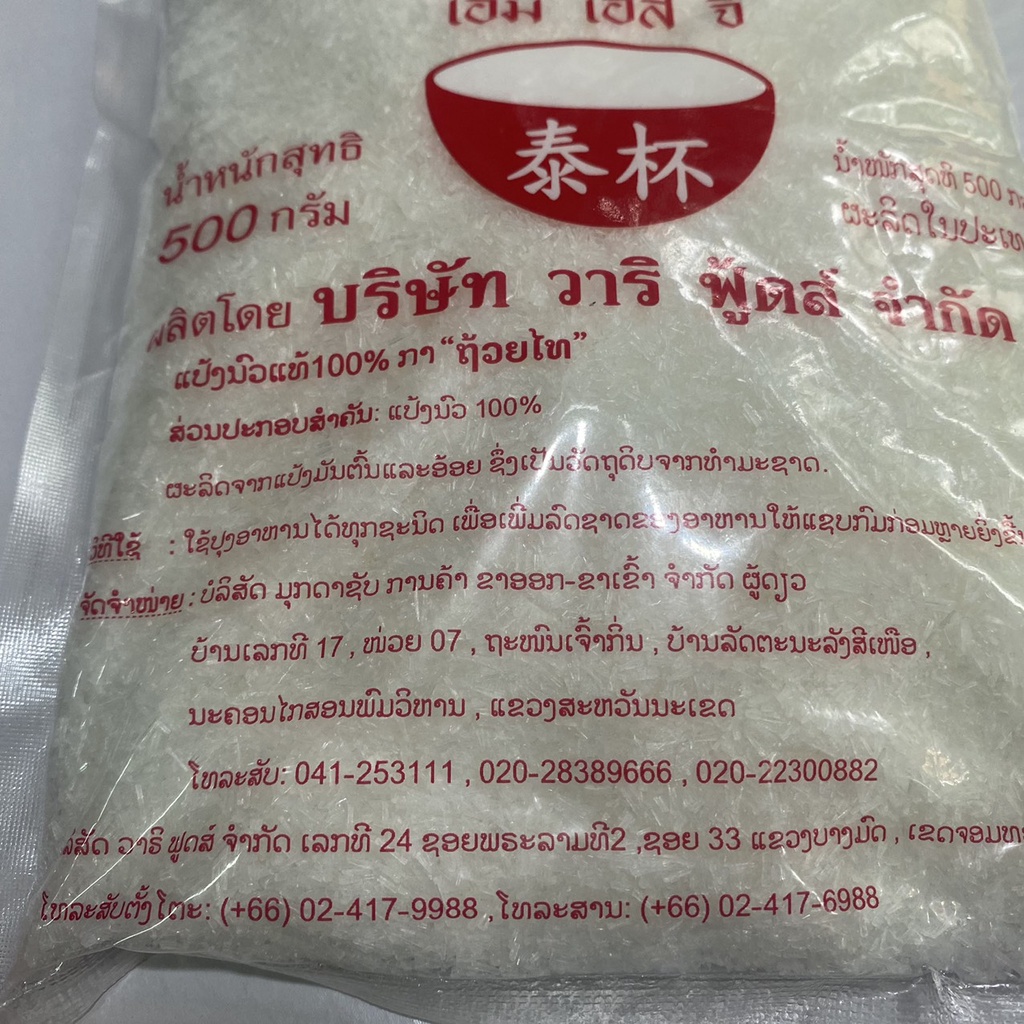 เอม เอส จี
泰杯
น้ำหนักสุทธิ
500 กรัม
ນ້ຳໜັກສຸດທິ 500
ຜະລິດໃນປະເທ
ผลิตโดย บริษัท วาริ ฟู้ดส์ จำกัด
ແປ້ງນົວແທ້100% ກາ “ຖ້ວຍໄທ”
ສ່ວນປະກອບສຳຄັນ: ແປ້ງນົວ 100%
ຜະລິດຈາກແປ້ງມັນຕົ້ນແລະອ້ອຍ ຊຶ່ງເປັນວັດຖຸດິບຈາກທຳມະຊາດ.
ວິທີໃຊ້ : ໃຊ້ປຸງອາຫານໄດ້ທຸກຊະນິດ ເພື່ອເພີ່ມລົດຊາດຂອງອາຫານໃຫ້ແຊບກົມກ່ອມຫຼາຍຍິ່ງຂຶ້ນ
ຈັດຈຳໜ່າຍ : ບໍລິສັດ ມຸກດາຊັບ ການຄ້າ ຂາອອກ-ຂາເຂົ້າ ຈຳກັດ ຜູ້ດຽວ
ບ້ານເລກທີ 17 , ໜ່ວຍ 07 , ຖະໜົນເຈົ້າກິ່ນ , ບ້ານລັດຕະນະລັງສີເໜືອ ,
ນະຄອນໄກສອນພົມວິຫານ , ແຂວງສະຫວັນນະເຂດ
ໂທລະສັບ: 041-253111 , 020-28389666 , 020-22300882
ວາຣິ ຟູດສ໌ ຈຳກັດ ເລກທີ 24 ຊອຍພຣະລາມທີ2 ,ຊອຍ 33 ແຂວງບາງມົດ , ເຂດຈອມທ
ໂທລະສັບຕັ້ງໂຕະ: (+66) 02-417-9988 ,ໂທລະສານ: (+66) 02-417-6988